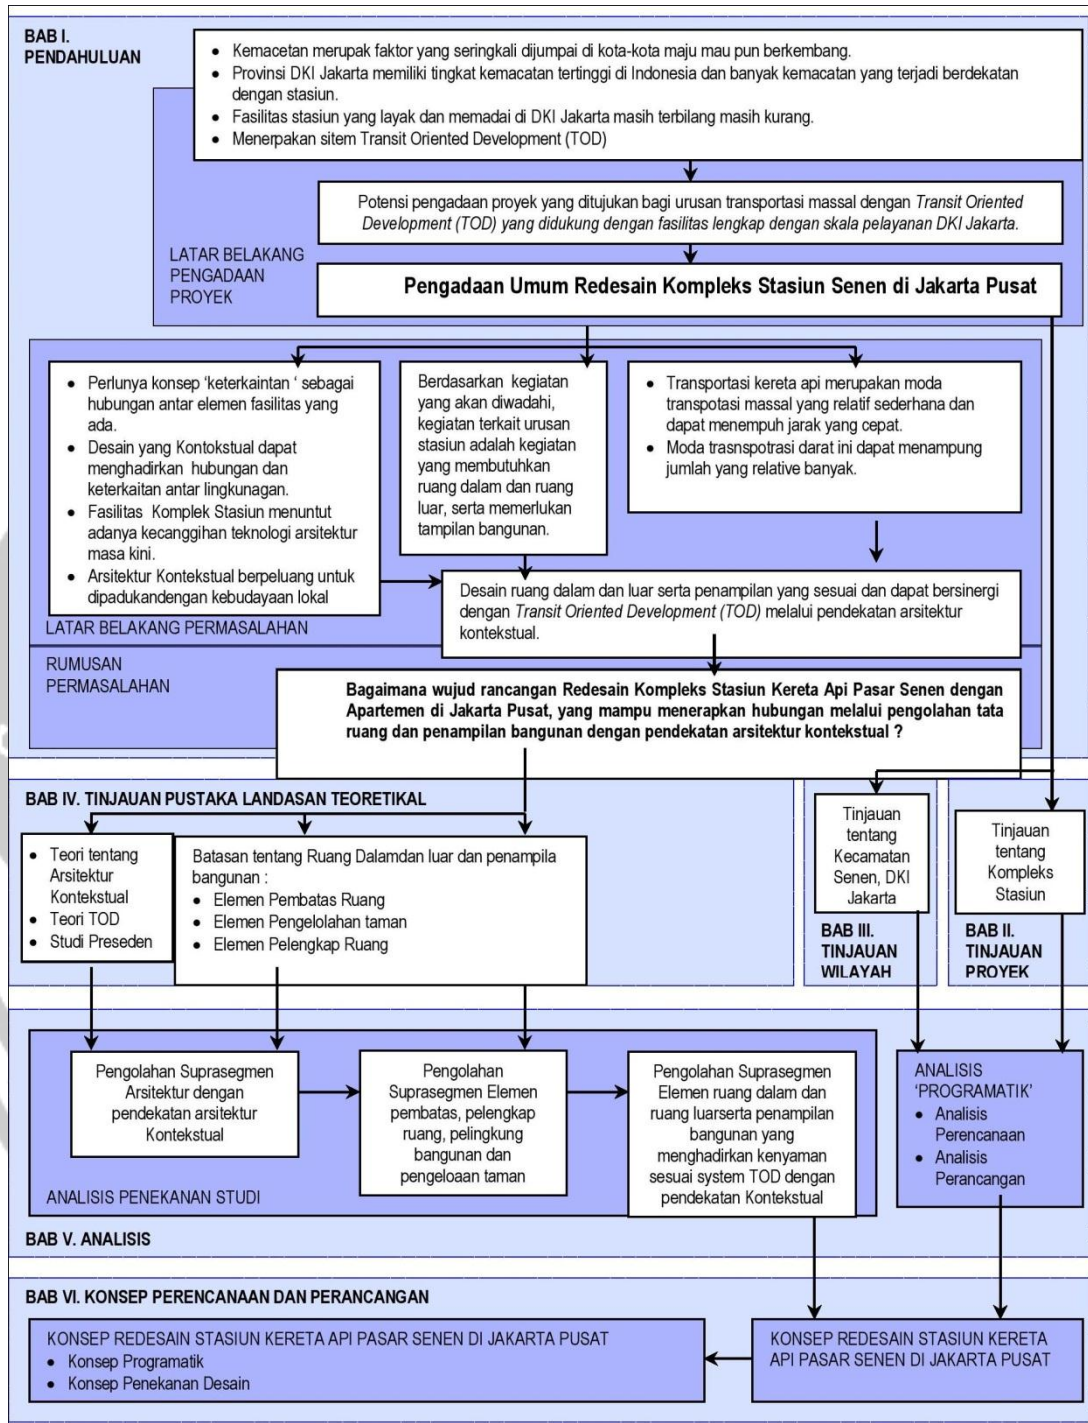 BAB I.
PENDAHULUAN
• Kemacetan merupak faktor yang seringkali dijumpai di kota-kota maju mau pun berkembang.
• Provinsi DKI Jakarta memiliki tingkat kemacatan tertinggi di Indonesia dan banyak kemacatan yang terjadi berdekatan
dengan stasiun.
• Fasilitas stasiun yang layak dan memadai di DKI Jakarta masih terbilang masih kurang.
• Menerpakan sitem Transit Oriented Development (TOD)
Potensi pengadaan proyek yang ditujukan bagi urusan transportasi massal dengan Transit Oriented
Development (TOD) yang didukung dengan fasilitas lengkap dengan skala pelayanan DKI Jakarta.
LATAR BELAKANG
PENGADAAN
PROYEK
Pengadaan Umum Redesain Kompleks Stasiun Senen di Jakarta Pusat
• Perlunya konsep 'keterkaintan ' sebagai
hubungan antar elemen fasilitas yang
ada.
• Desain yang Kontokstual dapat
menghadirkan hubungan dan
keterkaitan antar lingkunagan.
• Fasilitas Komplek Stasiun menuntut
adanya kecanggihan teknologi arsitektur
masa kini.
• Arsitektur Kontekstual berpeluang untuk
dipadukandengan kebudayaan lokal
Berdasarkan kegiatan
yang akan diwadahi,
kegiatan terkait urusan
stasiun adalah kegiatan
yang membutuhkan
ruang dalam dan ruang
luar, serta memerlukan
tampilan bangunan.
• Transportasi kereta api merupakan moda
transpotasi massal yang relatif sederhana dan
dapat menempuh jarak yang cepat.
• Moda trasnspotrasi darat ini dapat menampung
jumlah yang relative banyak.
Desain ruang dalam dan luar serta penampilan yang sesuai dan dapat bersinergi
dengan Transit Oriented Development (TOD) melalui pendekatan arsitektur
kontekstual.
LATAR BELAKANG PERMASALAHAN
RUMUSAN
PERMASALAHAN
Bagaimana wujud rancangan Redesain Kompleks Stasiun Kereta Api Pasar Senen dengan
Apartemen di Jakarta Pusat, yang mampu menerapkan hubungan melalui pengolahan tata
ruang dan penampilan bangunan dengan pendekatan arsitektur kontekstual ?
BAB IV. TINJAUAN PUSTAKA LANDASAN TEORETIKAL
• Teori tentang
Arsitektur
Kontekstual
• Teori TOD
• Studi Preseden
Batasan tentang Ruang Dalamdan luar dan penampila
bangunan :
• Elemen Pembatas Ruang
• Elemen Pengelolahan taman
• Elemen Pelengkap Ruang
Tinjauan
tentang
Kecamatan
Senen, DKI
Jakarta
BAB III.
TINJAUAN
WILAYAH
Tinjauan
tentang
Kompleks
Stasiun
BAB II.
TINJAUAN
PROYEK
Pengolahan Suprasegmen
Arsitektur dengan
pendekatan arsitektur
Kontekstual
Pengolahan
Suprasegmen Elemen
pembatas, pelengkap
ruang, pelingkung
bangunan dan
pengeloaan taman
Pengolahan Suprasegmen
Elemen ruang dalam dan
ruang luarserta penampilan
bangunan yang
menghadirkan kenyaman
sesuai system TOD dengan
pendekatan Kontekstual
ANALISIS
'PROGRAMATIK'
• Analisis
Perencanaan
• Analisis
Perancangan
ANALISIS PENEKANAN STUDI
BAB V. ANALISIS
BAB VI. KONSEP PERENCANAAN DAN PERANCANGAN
KONSEP REDESAIN STASIUN KERETA API PASAR SENEN DI JAKARTA PUSAT
• Konsep Programatik
• Konsep Penekanan Desain
KONSEP REDESAIN STASIUN KERETA
API PASAR SENEN DI JAKARTA PUSAT